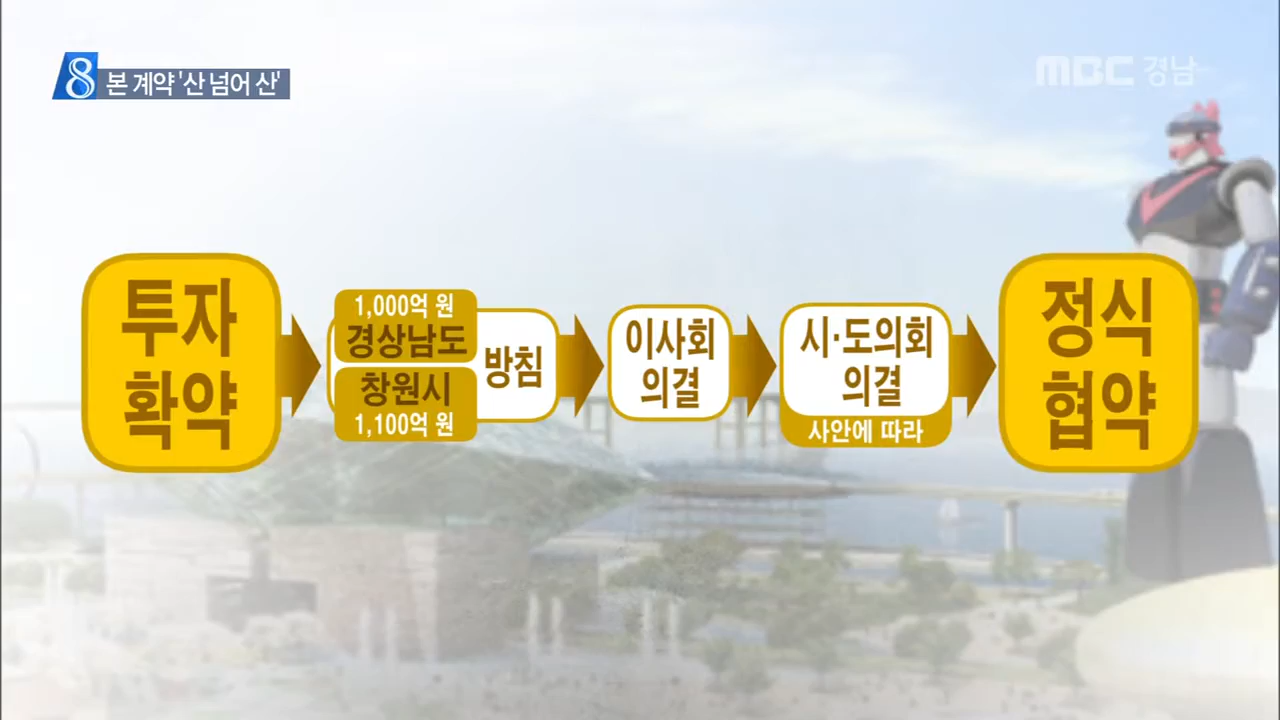 8 본 계약 '산 넘어 산'
MBC 경남
투자
확약
1,000억 원
경상남도
창원시
1,100억 원
방침
이사회
의결
시·도의회
의결
사안에 따라
정식
협약